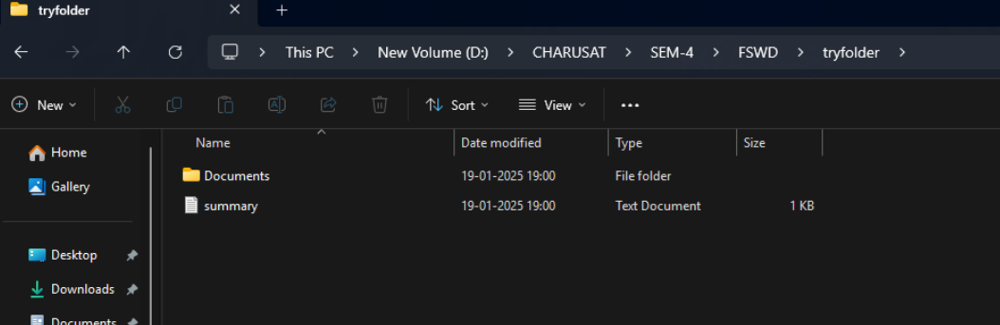 tryfolder
This PC > New Volume (D:) > CHARUSAT > SEM-4 > FSWD > tryfolder >
New Sort View
Name Date modified Type Size
Home
Gallery
Documents 19-01-2025 19:00 File folder
summary 19-01-2025 19:00 Text Document 1 KB
Desktop
Downloads
Documents